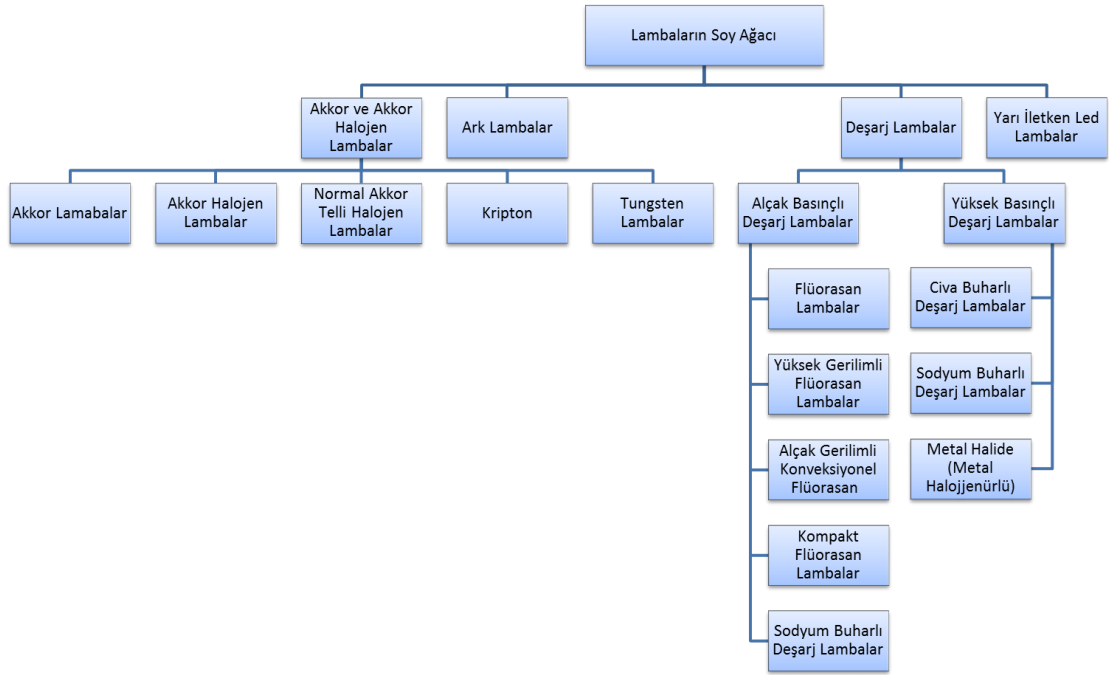 Lambaların Soy Ağacı
Akkor ve Akkor
Halojen
Lambalar
Ark Lambalar
Deşarj Lambalar
Yarı İletken Led
Lambalar
Akkor Lamabalar
Akkor Halojen
Lambalar
Normal Akkor
Telli Halojen
Lambalar
Kripton
Tungsten
Lambalar
Alçak Basınçlı
Deşarj Lambalar
Yüksek Basınçlı
Deşarj Lambalar
Flüorasan
Lambalar
Yüksek Gerilimli
Flüorasan
Lambalar
Alçak Gerilimli
Konveksiyonel
Flüorasan
Kompakt
Flüorasan
Lambalar
Sodyum Buharlı
Deşarj Lambalar
Civa Buharlı
Deşarj Lambalar
Sodyum Buharlı
Deşarj Lambalar
Metal Halide
(Metal
Halojjenürlü)